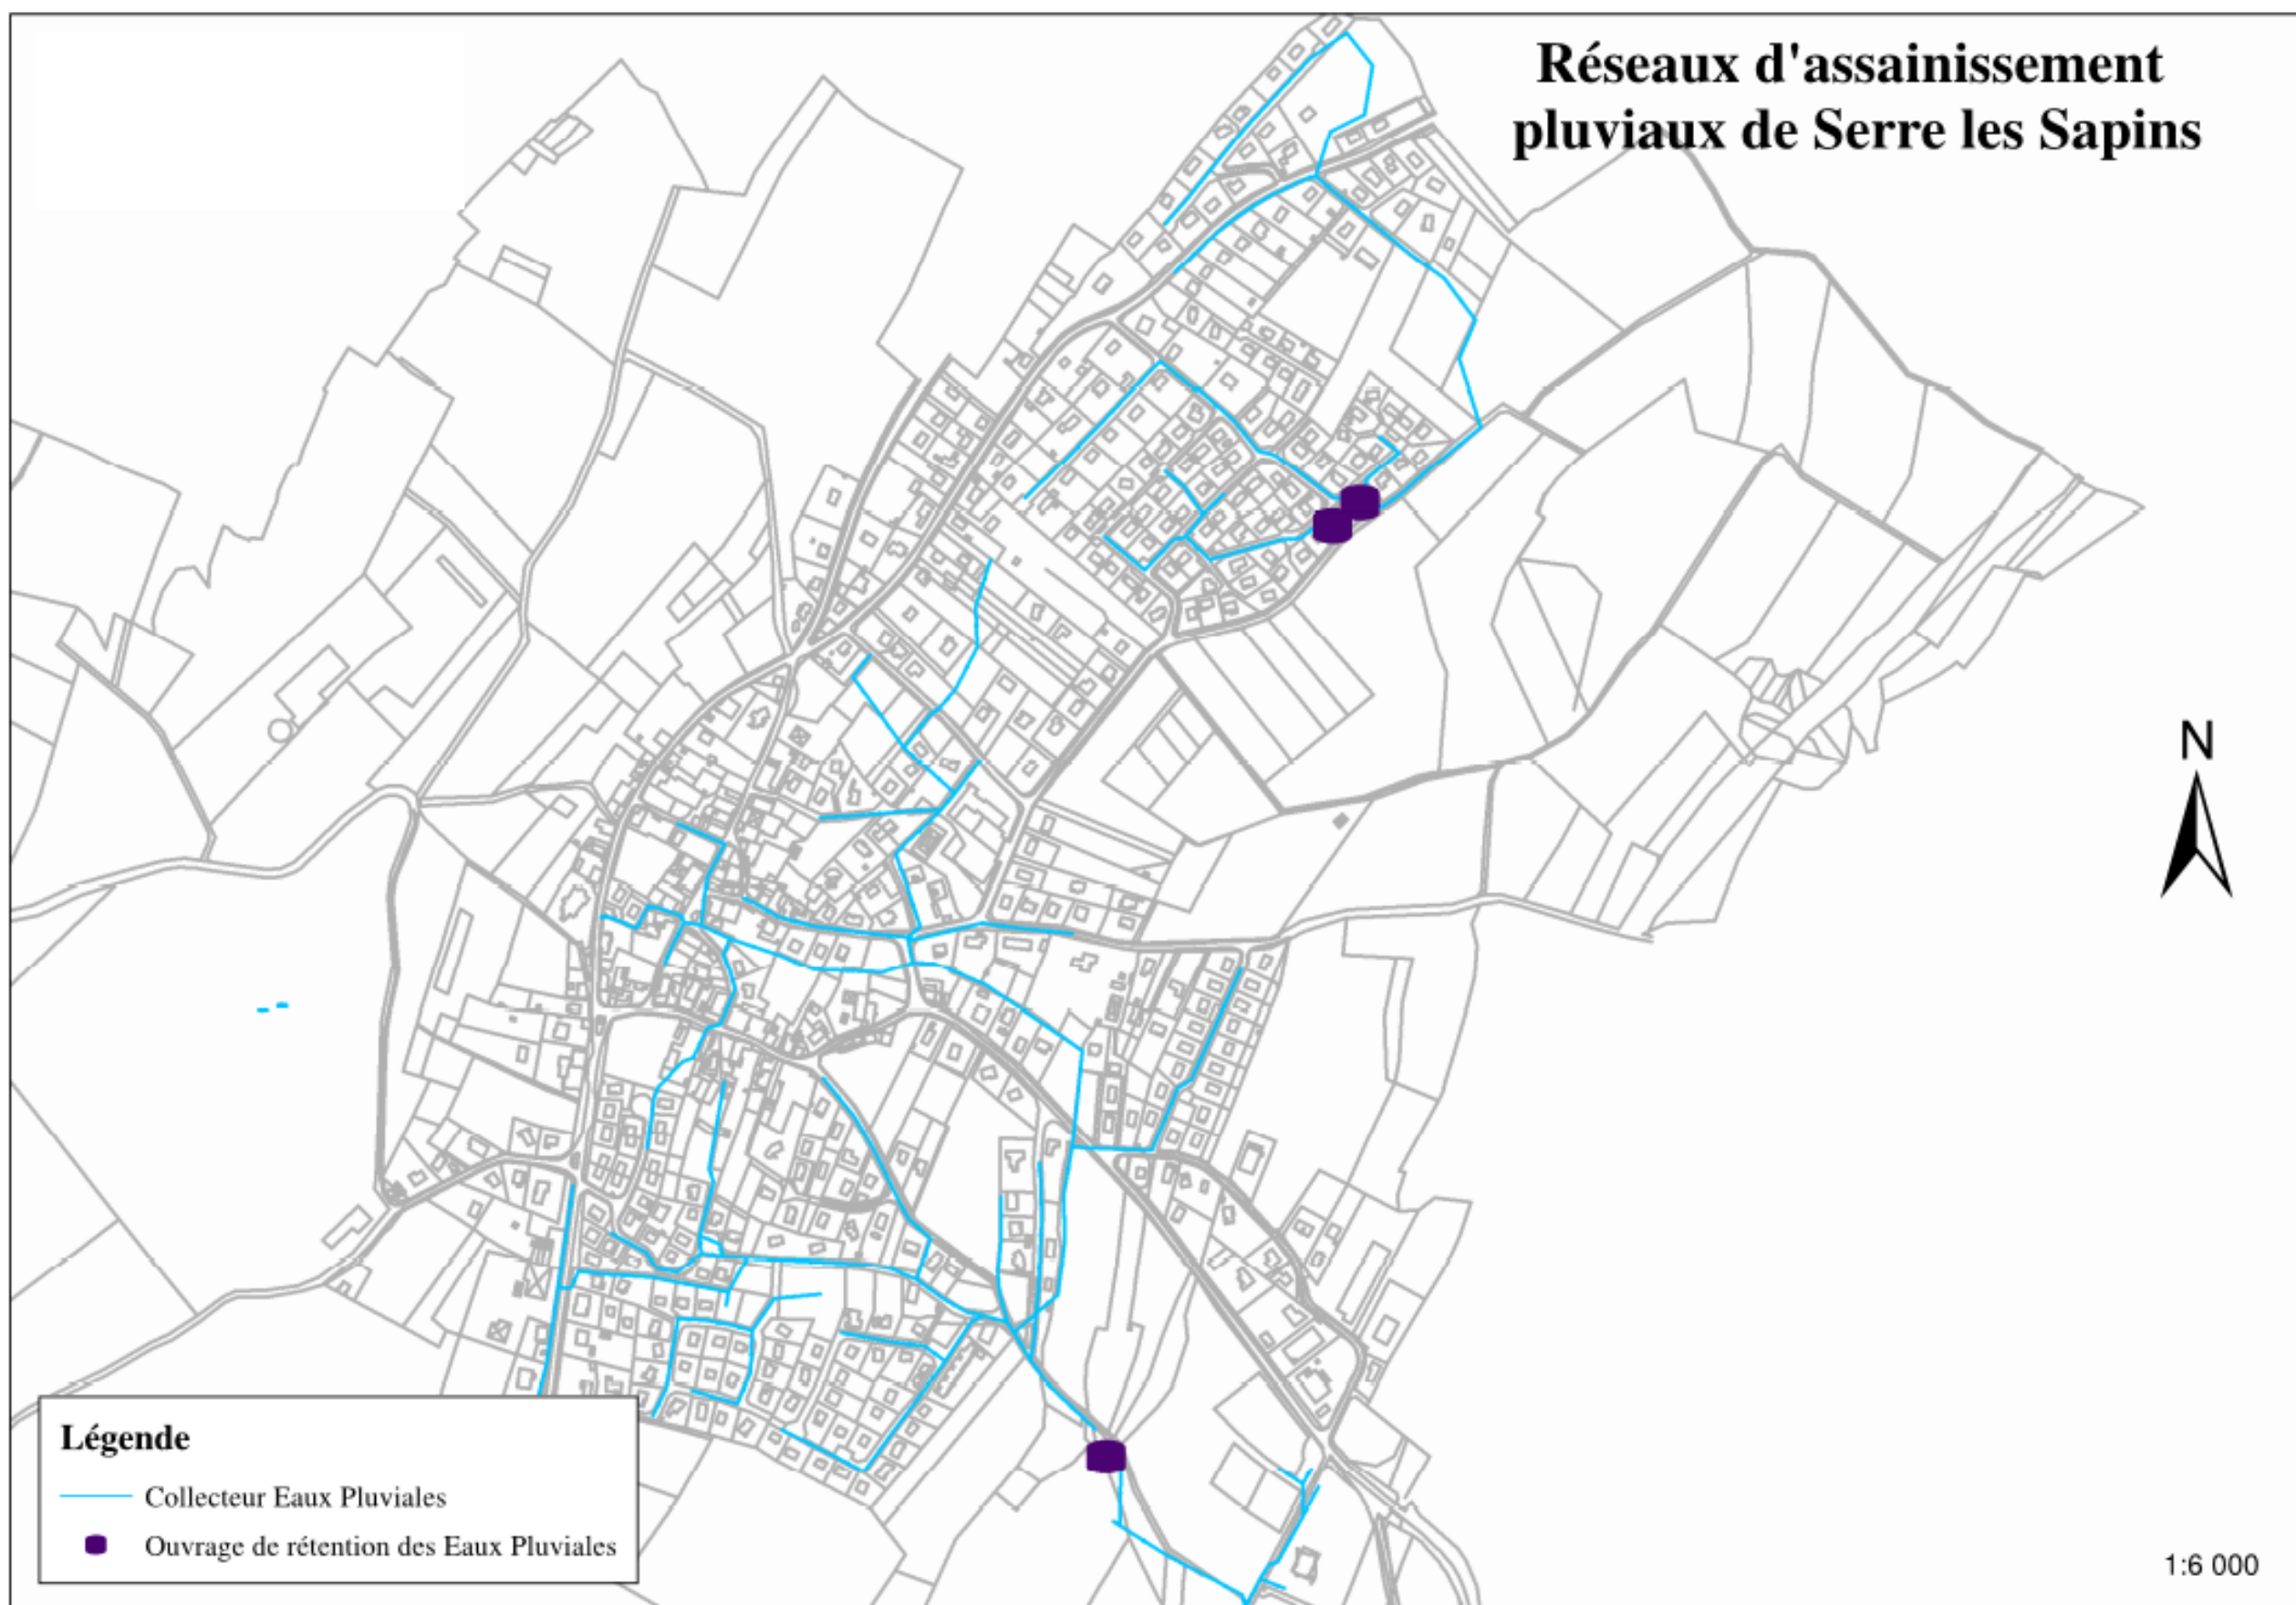 Réseaux d'assainissement
pluviaux de Serre les Sapins
N
Légende
Collecteur Eaux Pluviales
Ouvrage de rétention des Eaux Pluviales
1:6 000